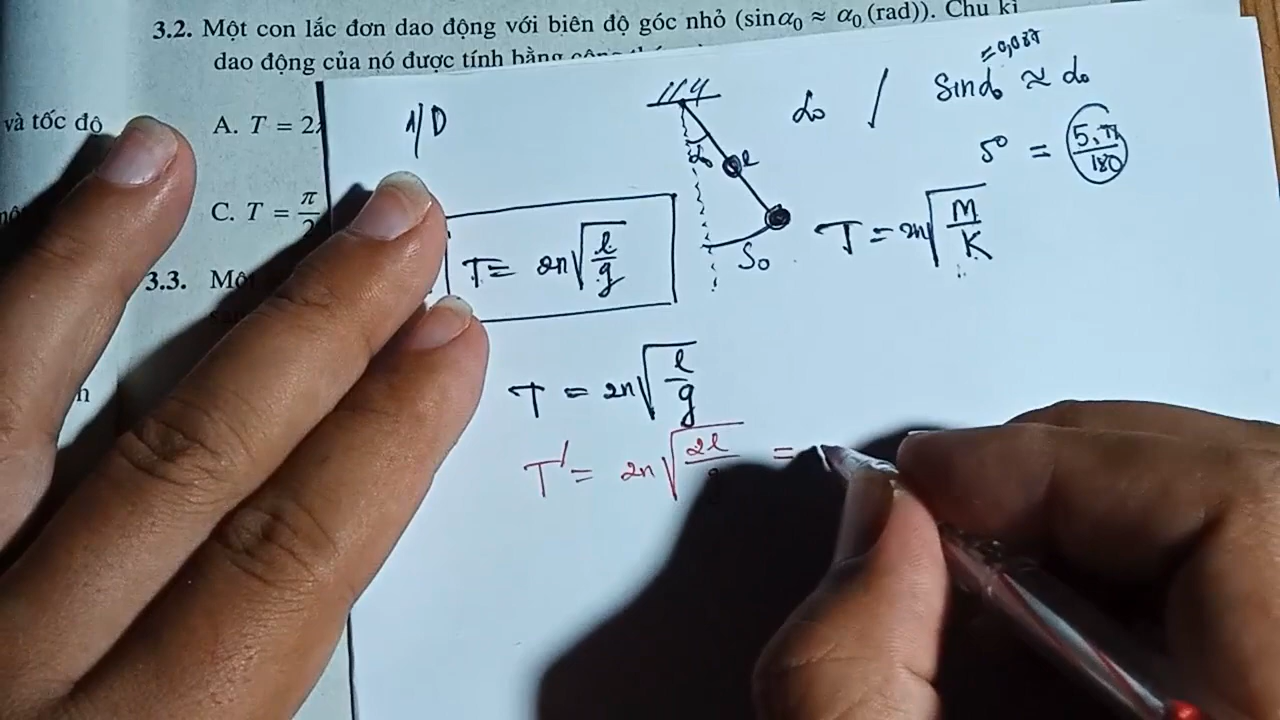 3.2. Một con lắc đơn dao động với biên độ góc nhỏ (sinα₀ ≈ α₀ (rad)). Chu kì
dao động của nó được tính bằng
và tốc độ
A. T = 2
C. T = π
3.3. Một
1/D
α₀ / sinα₀ ≈ α₀
= 0,087
5° = 5.π/180
α₀
l
S₀
T = 2π√(l/g)
T = 2π√(m/K)
T = 2π√(l/g)
T' = 2π√(2l =